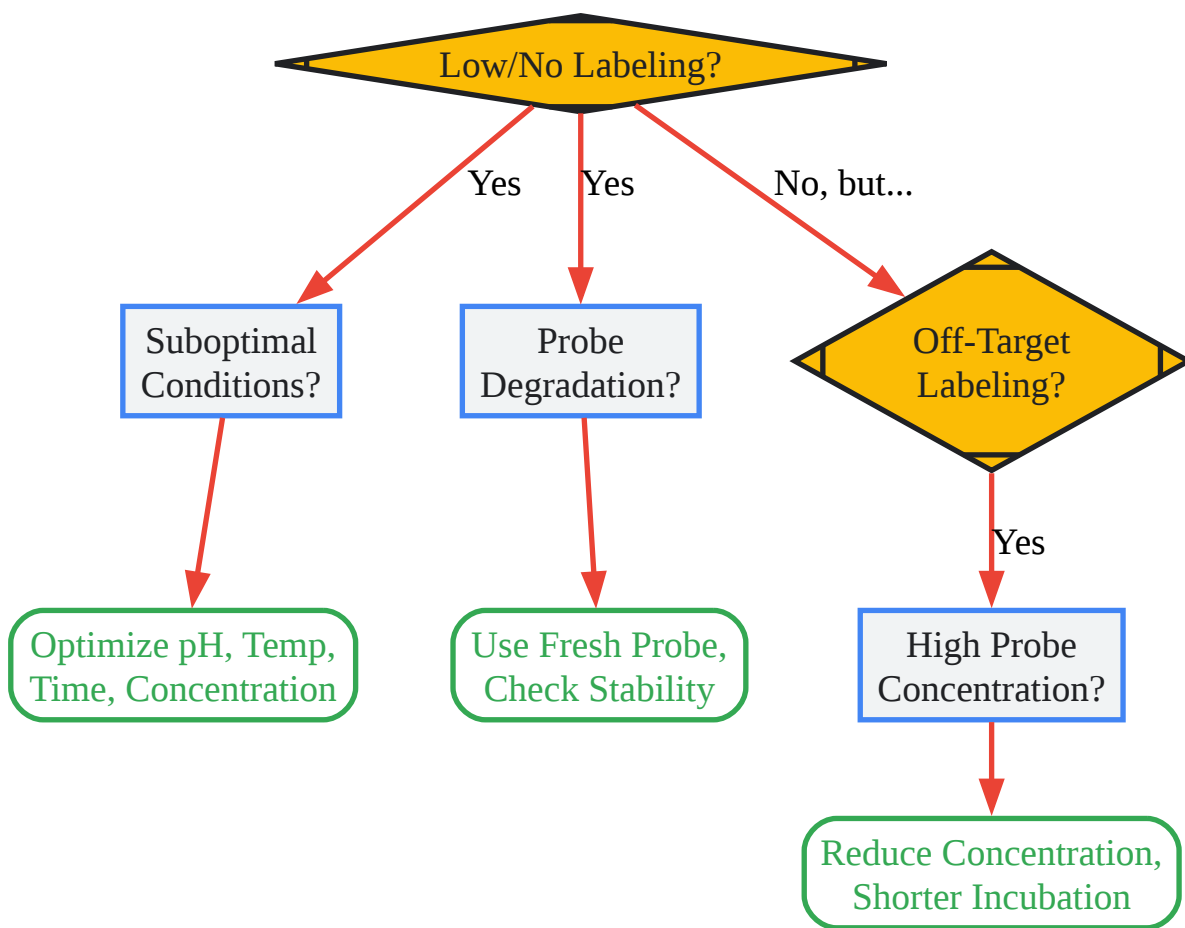 Low/No Labeling?
Yes
Yes
No, but...
Suboptimal
Conditions?
Probe
Degradation?
Off-Target
Labeling?
Yes
Optimize pH, Temp,
Time, Concentration
Use Fresh Probe,
Check Stability
High Probe
Concentration?
Reduce Concentration,
Shorter Incubation